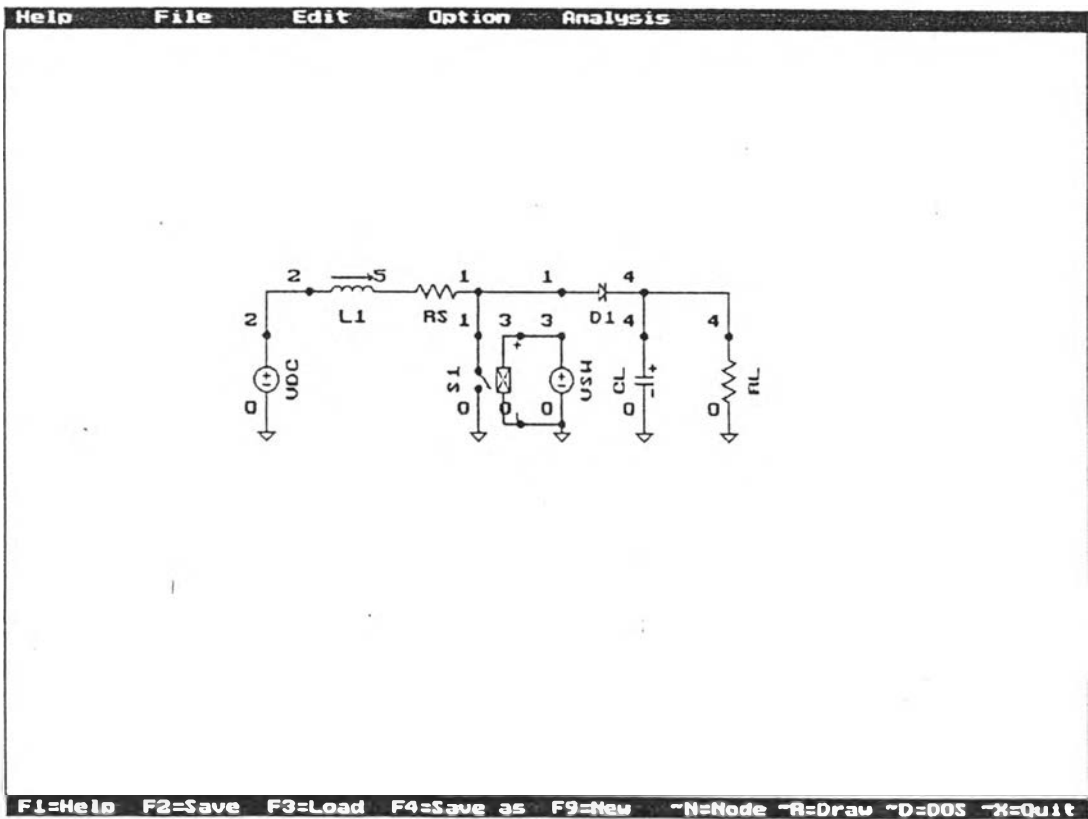 Help File Edit Option Analysis
2 5 1 1 4
L1 RS D1
2 1 3 3 4 4
+
VDC S1 VSW CL + - RL
0 0 0 0 0 0
F1=Help F2=Save F3=Load F4=Save as F9=New ~N=Node ~R=Draw ~D=DOS ~X=Quit